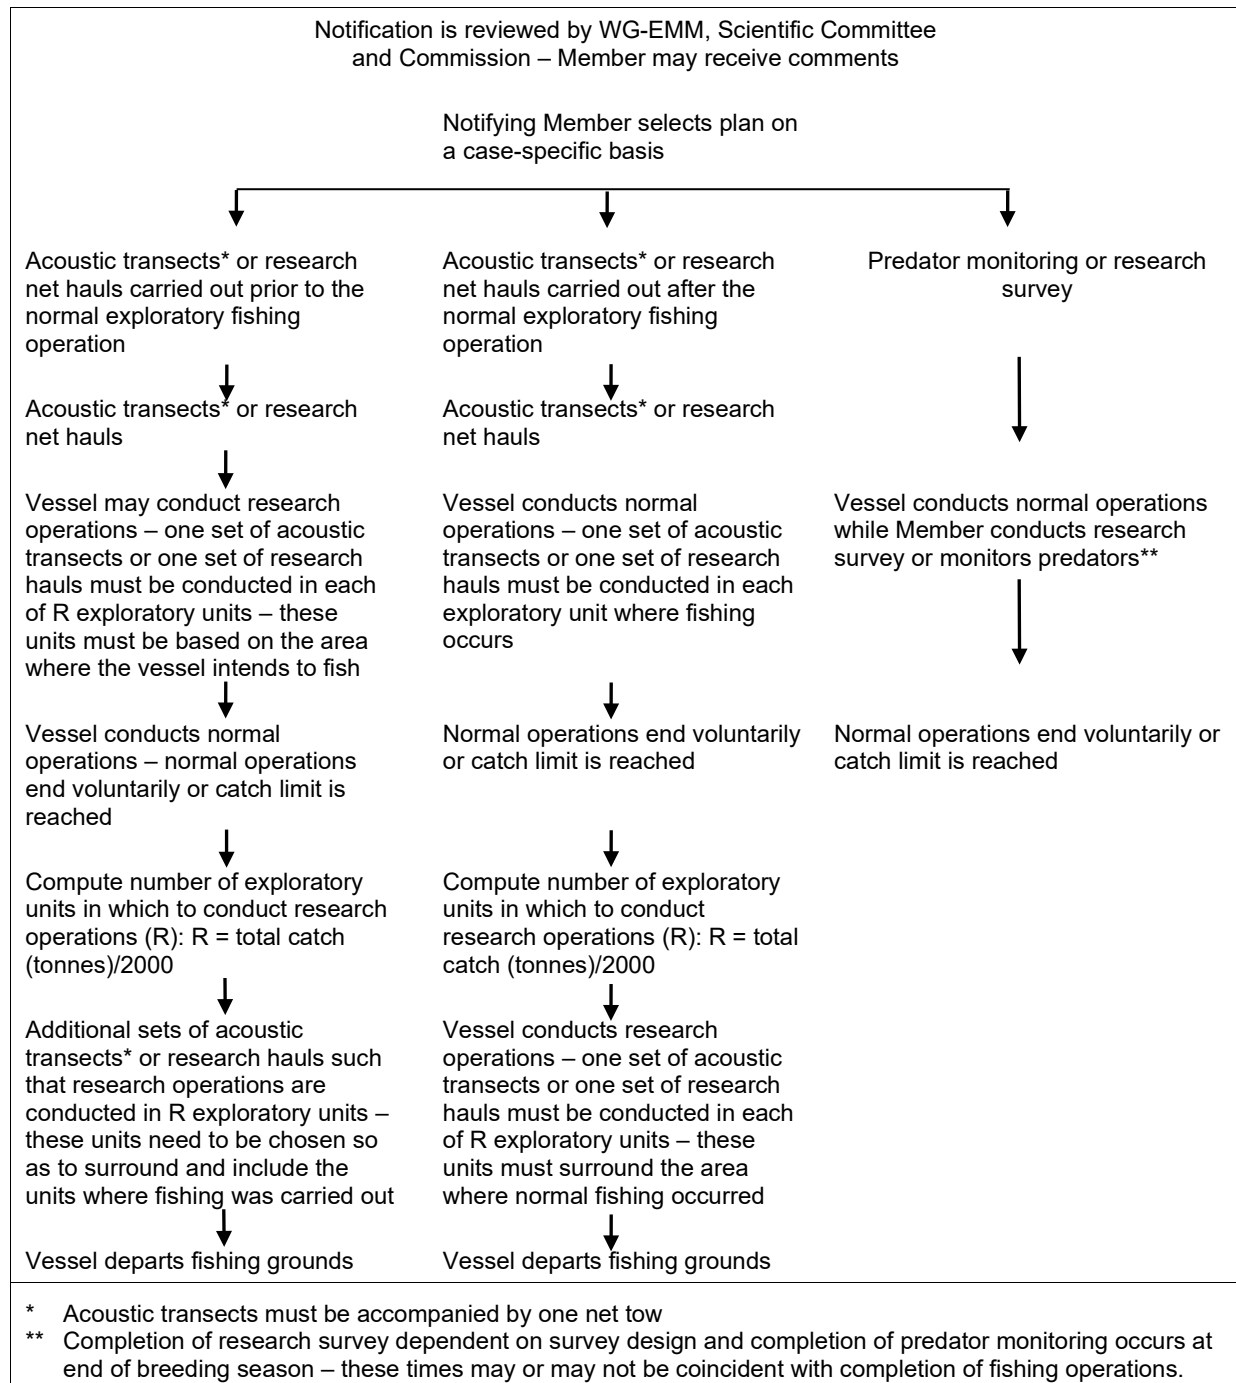 Notification is reviewed by WG-EMM, Scientific Committee
and Commission – Member may receive comments
Notifying Member selects plan on
a case-specific basis
Acoustic transects* or research
net hauls carried out prior to the
normal exploratory fishing
operation
Acoustic transects* or research
net hauls
Vessel may conduct research
operations – one set of acoustic
transects or one set of research
hauls must be conducted in each
of R exploratory units – these
units must be based on the area
where the vessel intends to fish
Vessel conducts normal
operations – normal operations
end voluntarily or catch limit is
reached
Compute number of exploratory
units in which to conduct research
operations (R): R = total catch
(tonnes)/2000
Additional sets of acoustic
transects* or research hauls such
that research operations are
conducted in R exploratory units –
these units need to be chosen so
as to surround and include the
units where fishing was carried out
Vessel departs fishing grounds
Acoustic transects* or research
net hauls carried out after the
normal exploratory fishing
operation
Acoustic transects* or research
net hauls
Vessel conducts normal
operations – one set of acoustic
transects or one set of research
hauls must be conducted in each
exploratory unit where fishing
occurs
Normal operations end voluntarily
or catch limit is reached
Compute number of exploratory
units in which to conduct
research operations (R): R = total
catch (tonnes)/2000
Vessel conducts research
operations – one set of acoustic
transects or one set of research
hauls must be conducted in each
of R exploratory units – these
units must surround the area
where normal fishing occurred
Vessel departs fishing grounds
Predator monitoring or research
survey
Vessel conducts normal operations
while Member conducts research
survey or monitors predators**
Normal operations end voluntarily or
catch limit is reached
* Acoustic transects must be accompanied by one net tow
** Completion of research survey dependent on survey design and completion of predator monitoring occurs at
end of breeding season – these times may or may not be coincident with completion of fishing operations.